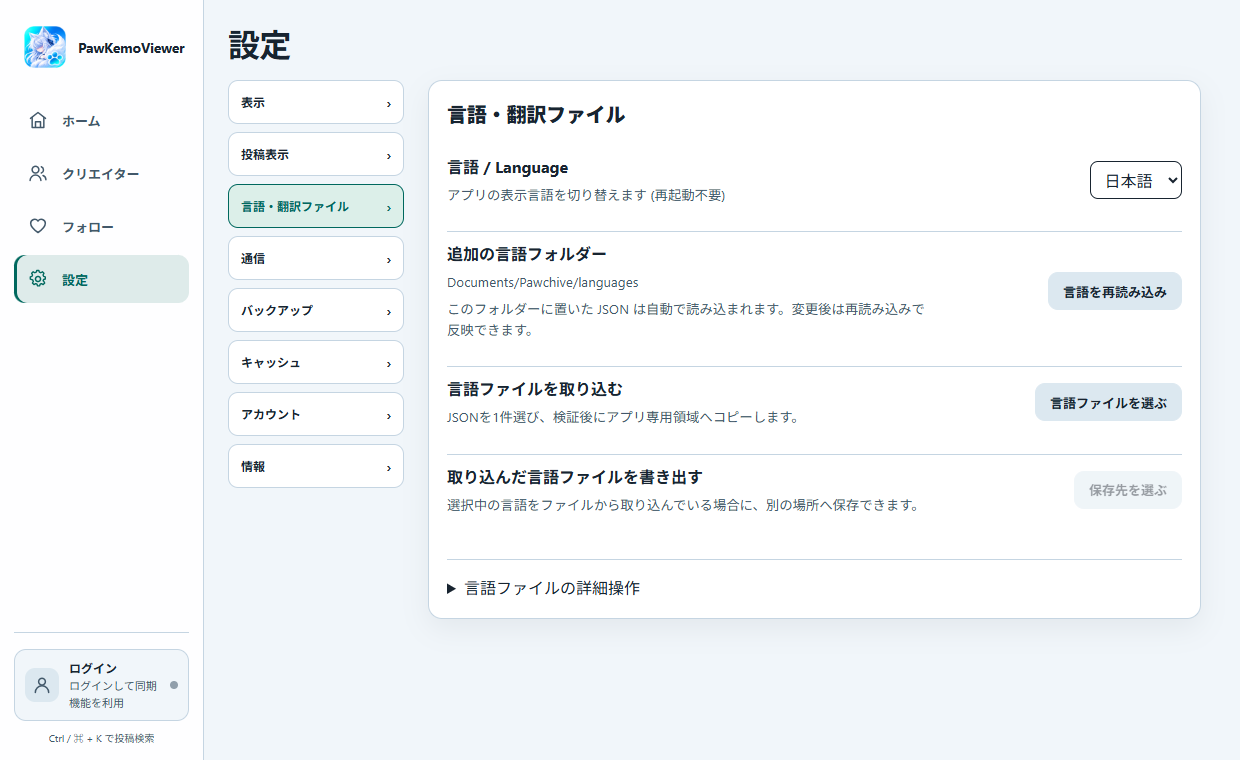 PawKemoViewer
ホーム
クリエイター
フォロー
設定
ログイン
ログインして同期
機能を利用
Ctrl / ⌘ + K で投稿検索
設定
表示 ›
投稿表示 ›
言語・翻訳ファイル ›
通信 ›
バックアップ ›
キャッシュ ›
アカウント ›
情報 ›
言語・翻訳ファイル
言語 / Language
アプリの表示言語を切り替えます (再起動不要)
日本語
追加の言語フォルダー
Documents/Pawchive/languages
このフォルダーに置いた JSON は自動で読み込まれます。変更後は再読み込みで
反映できます。
言語を再読み込み
言語ファイルを取り込む
JSONを1件選び、検証後にアプリ専用領域へコピーします。
言語ファイルを選ぶ
取り込んだ言語ファイルを書き出す
選択中の言語をファイルから取り込んでいる場合に、別の場所へ保存できます。
保存先を選ぶ
▶ 言語ファイルの詳細操作